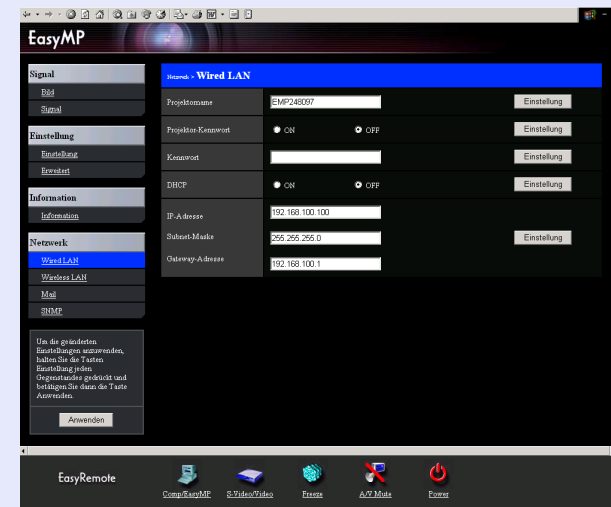 EasyMP
Signal
Bild
Signal
Einstellung
Einstellung
Erweitert
Information
Information
Netzwerk
Wired LAN
Wireless LAN
Mail
SNMP
Um die geänderten
Einstellungen anzuwenden,
halten Sie die Tasten
Einstellung jeden
Gegenstandes gedrückt und
betätigen Sie dann die Taste
Anwenden.
Anwenden
Netzwerk > Wired LAN
Projektorname EMP248097 Einstellung
Projektor-Kennwort ON OFF Einstellung
Kennwort Einstellung
DHCP ON OFF Einstellung
IP-Adresse 192.168.100.100
Subnet-Maske 255.255.255.0 Einstellung
Gateway-Adresse 192.168.100.1
EasyRemote
Comp/EasyMP S-Video/Video Freeze A/V Mute Power